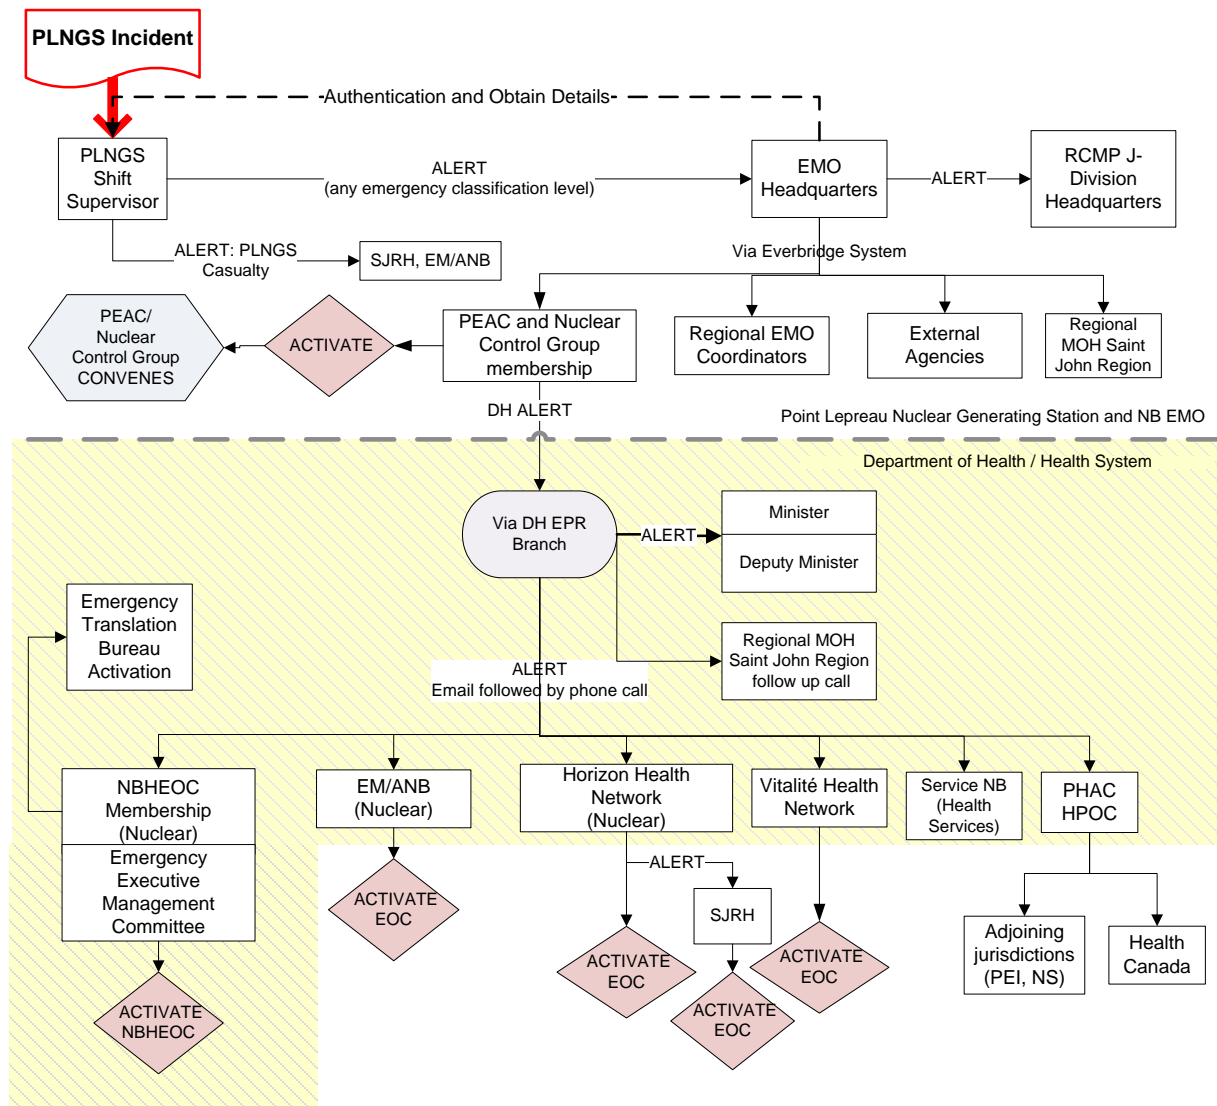 PLNGS Incident
Authentication and Obtain Details
PLNGS
Shift
Supervisor
ALERT
(any emergency classification level)
EMO
Headquarters
ALERT
RCMP J-
Division
Headquarters
ALERT: PLNGS
Casualty
SJRH, EM/ANB
Via Everbridge System
PEAC/
Nuclear
Control Group
CONVENES
ACTIVATE
PEAC and Nuclear
Control Group
membership
Regional EMO
Coordinators
External
Agencies
Regional
MOH Saint
John Region
DH ALERT
Point Lepreau Nuclear Generating Station and NB EMO
Department of Health / Health System
Via DH EPR
Branch
ALERT
Minister
Deputy Minister
Emergency
Translation
Bureau
Activation
Regional MOH
Saint John Region
follow up call
ALERT
Email followed by phone call
NBHEOC
Membership
(Nuclear)
Emergency
Executive
Management
Committee
EM/ANB
(Nuclear)
Horizon Health
Network
(Nuclear)
Vitalité Health
Network
Service NB
(Health
Services)
PHAC
HPOC
ALERT
SJRH
ACTIVATE
EOC
ACTIVATE
EOC
ACTIVATE
EOC
ACTIVATE
EOC
Adjoining
jurisdictions
(PEI, NS)
Health
Canada
ACTIVATE
NBHEOC